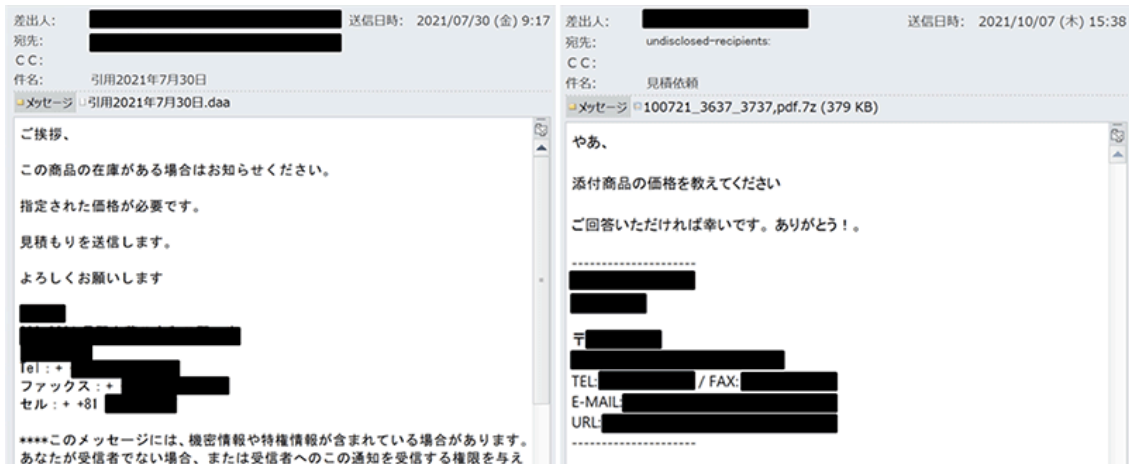 差出人:
送信日時: 2021/07/30 (金) 9:17
宛先:
CC:
件名: 引用2021年7月30日
メッセージ 引用2021年7月30日.daa
ご挨拶、
この商品の在庫がある場合はお知らせください。
指定された価格が必要です。
見積もりを送信します。
よろしくお願いします
Tel : +
ファックス : +
セル : + +81
****このメッセージには、機密情報や特権情報が含まれている場合があります。
あなたが受信者でない場合、または受信者へのこの通知を受信する権限を与え
差出人:
送信日時: 2021/10/07 (木) 15:38
宛先: undisclosed-recipients:
CC:
件名: 見積依頼
メッセージ 100721_3637_3737,pdf.7z (379 KB)
やあ、
添付商品の価格を教えてください
ご回答いただければ幸いです。ありがとう！。
---------------------
〒
TEL: / FAX:
E-MAIL:
URL:
---------------------